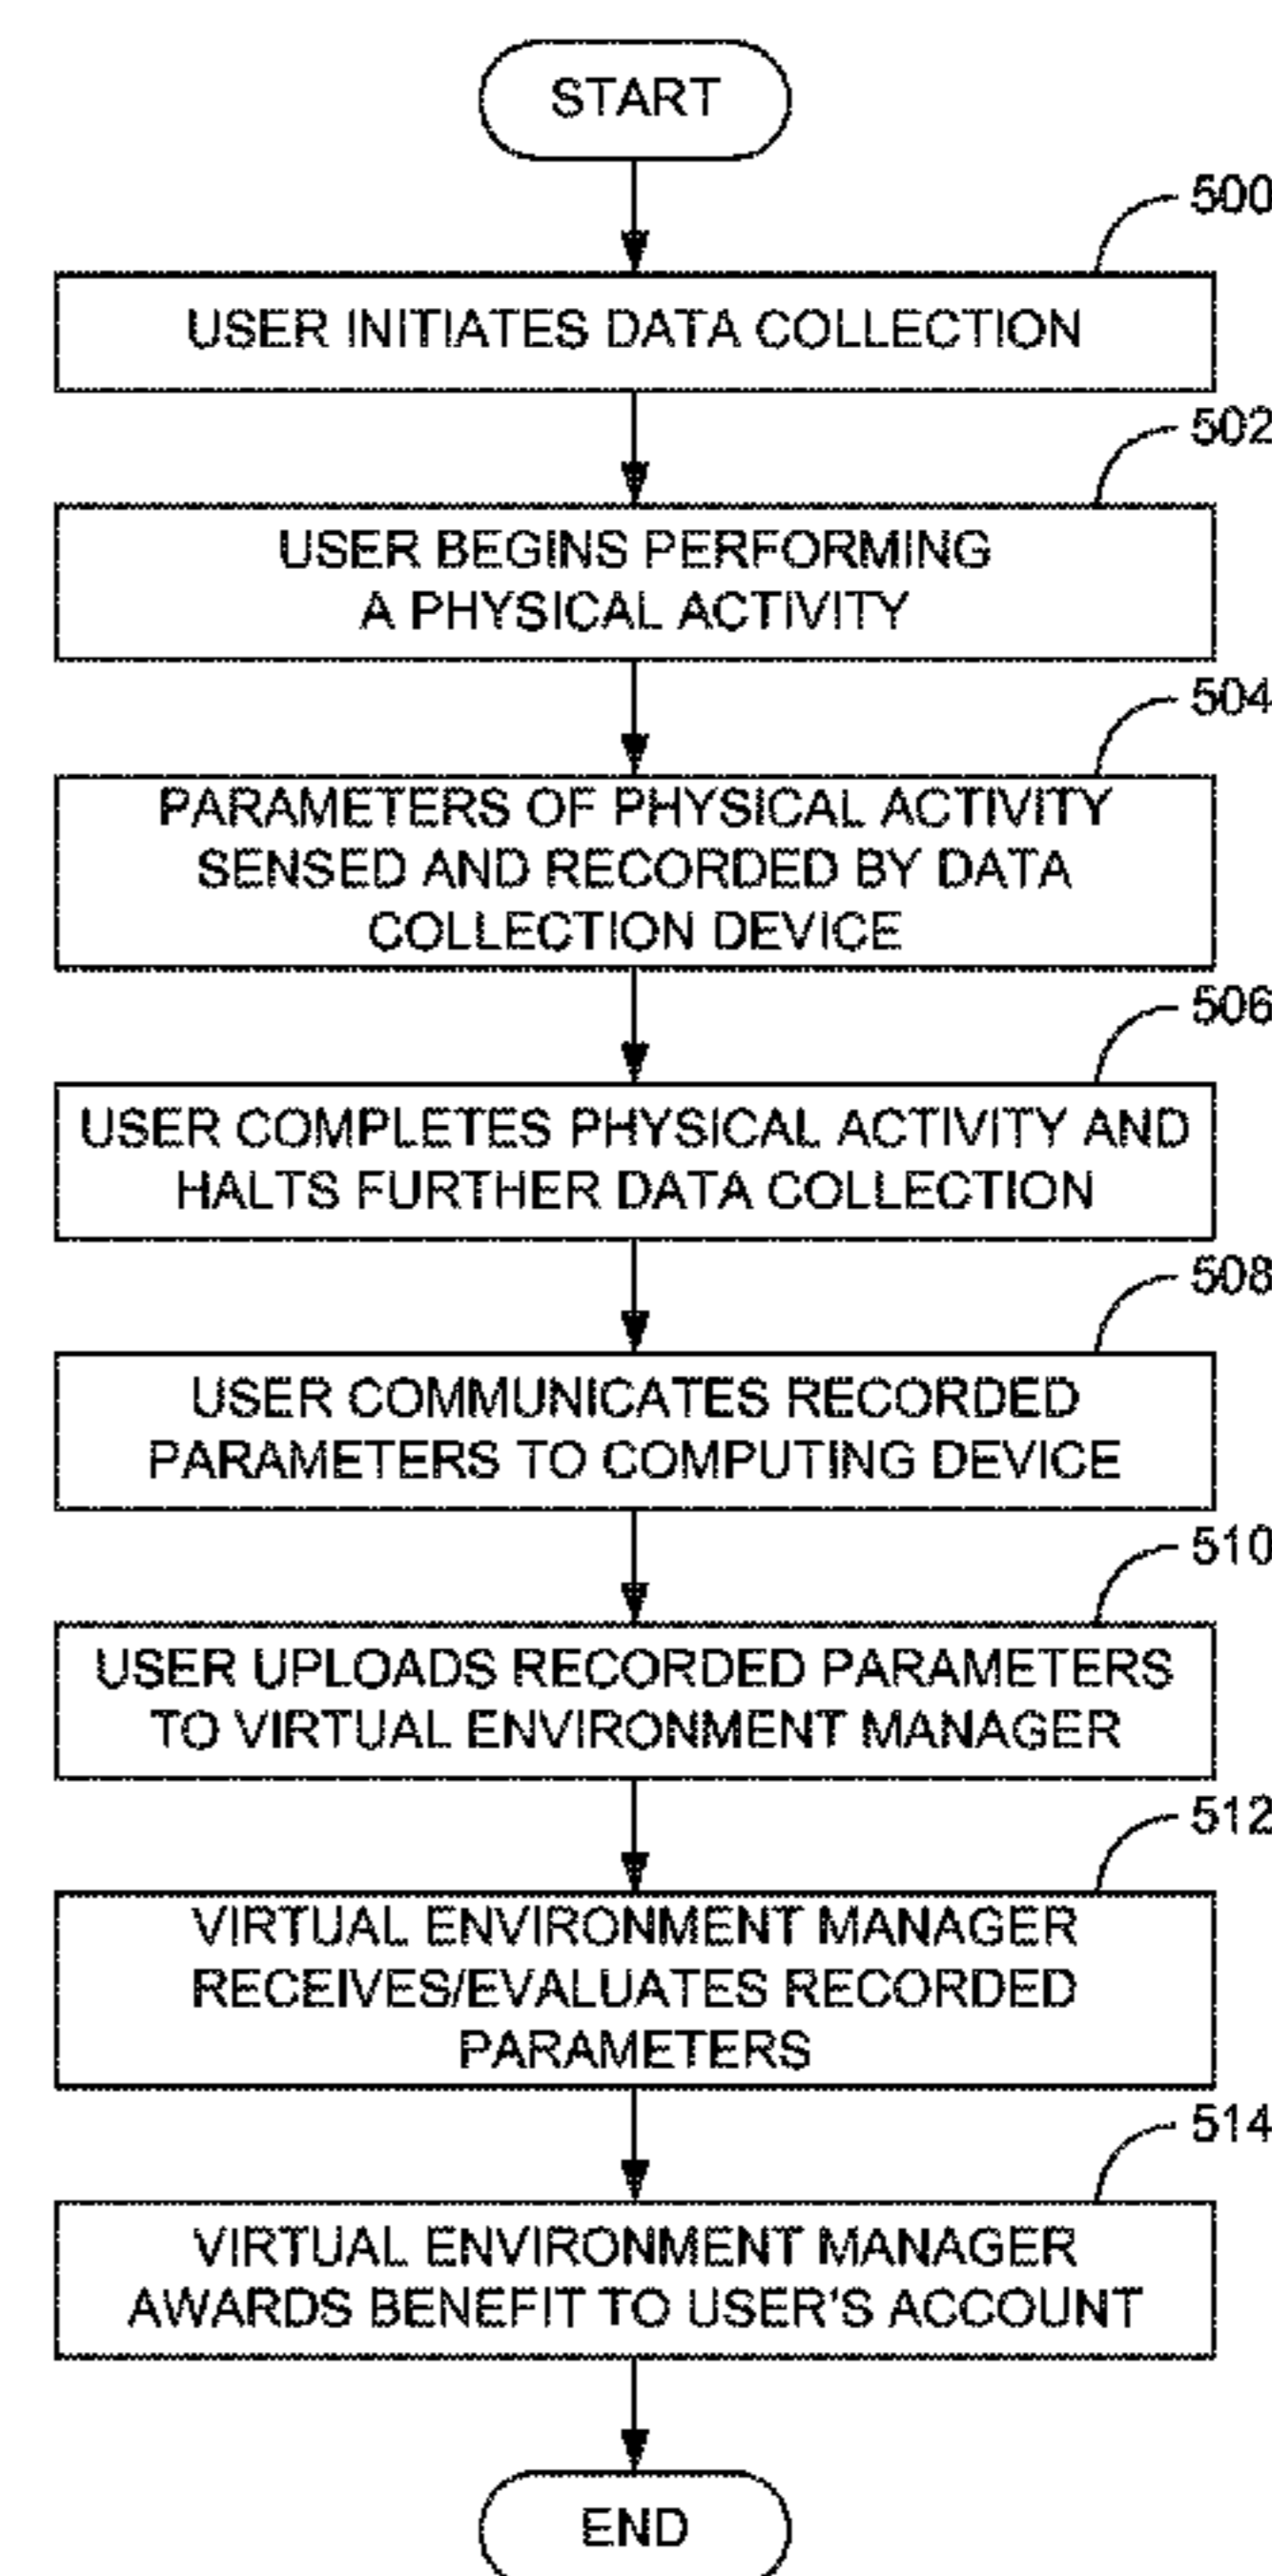 START
500
USER INITIATES DATA COLLECTION
502
USER BEGINS PERFORMING
A PHYSICAL ACTIVITY
504
PARAMETERS OF PHYSICAL ACTIVITY
SENSED AND RECORDED BY DATA
COLLECTION DEVICE
506
USER COMPLETES PHYSICAL ACTIVITY AND
HALTS FURTHER DATA COLLECTION
508
USER COMMUNICATES RECORDED
PARAMETERS TO COMPUTING DEVICE
510
USER UPLOADS RECORDED PARAMETERS
TO VIRTUAL ENVIRONMENT MANAGER
512
VIRTUAL ENVIRONMENT MANAGER
RECEIVES/EVALUATES RECORDED
PARAMETERS
514
VIRTUAL ENVIRONMENT MANAGER
AWARDS BENEFIT TO USER'S ACCOUNT
END